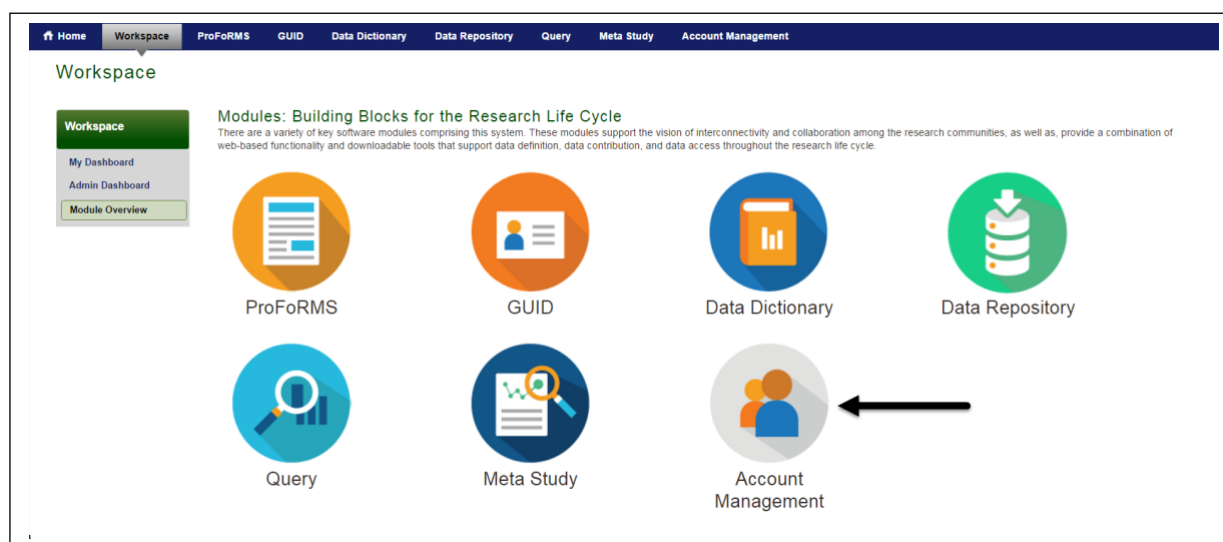 Home Workspace ProFoRMS GUID Data Dictionary Data Repository Query Meta Study Account Management
Workspace
Workspace
My Dashboard
Admin Dashboard
Module Overview
Modules: Building Blocks for the Research Life Cycle
There are a variety of key software modules comprising this system. These modules support the vision of interconnectivity and collaboration among the research communities, as well as, provide a combination of
web-based functionality and downloadable tools that support data definition, data contribution, and data access throughout the research life cycle.
ProFoRMS GUID Data Dictionary Data Repository
Query Meta Study Account
Management